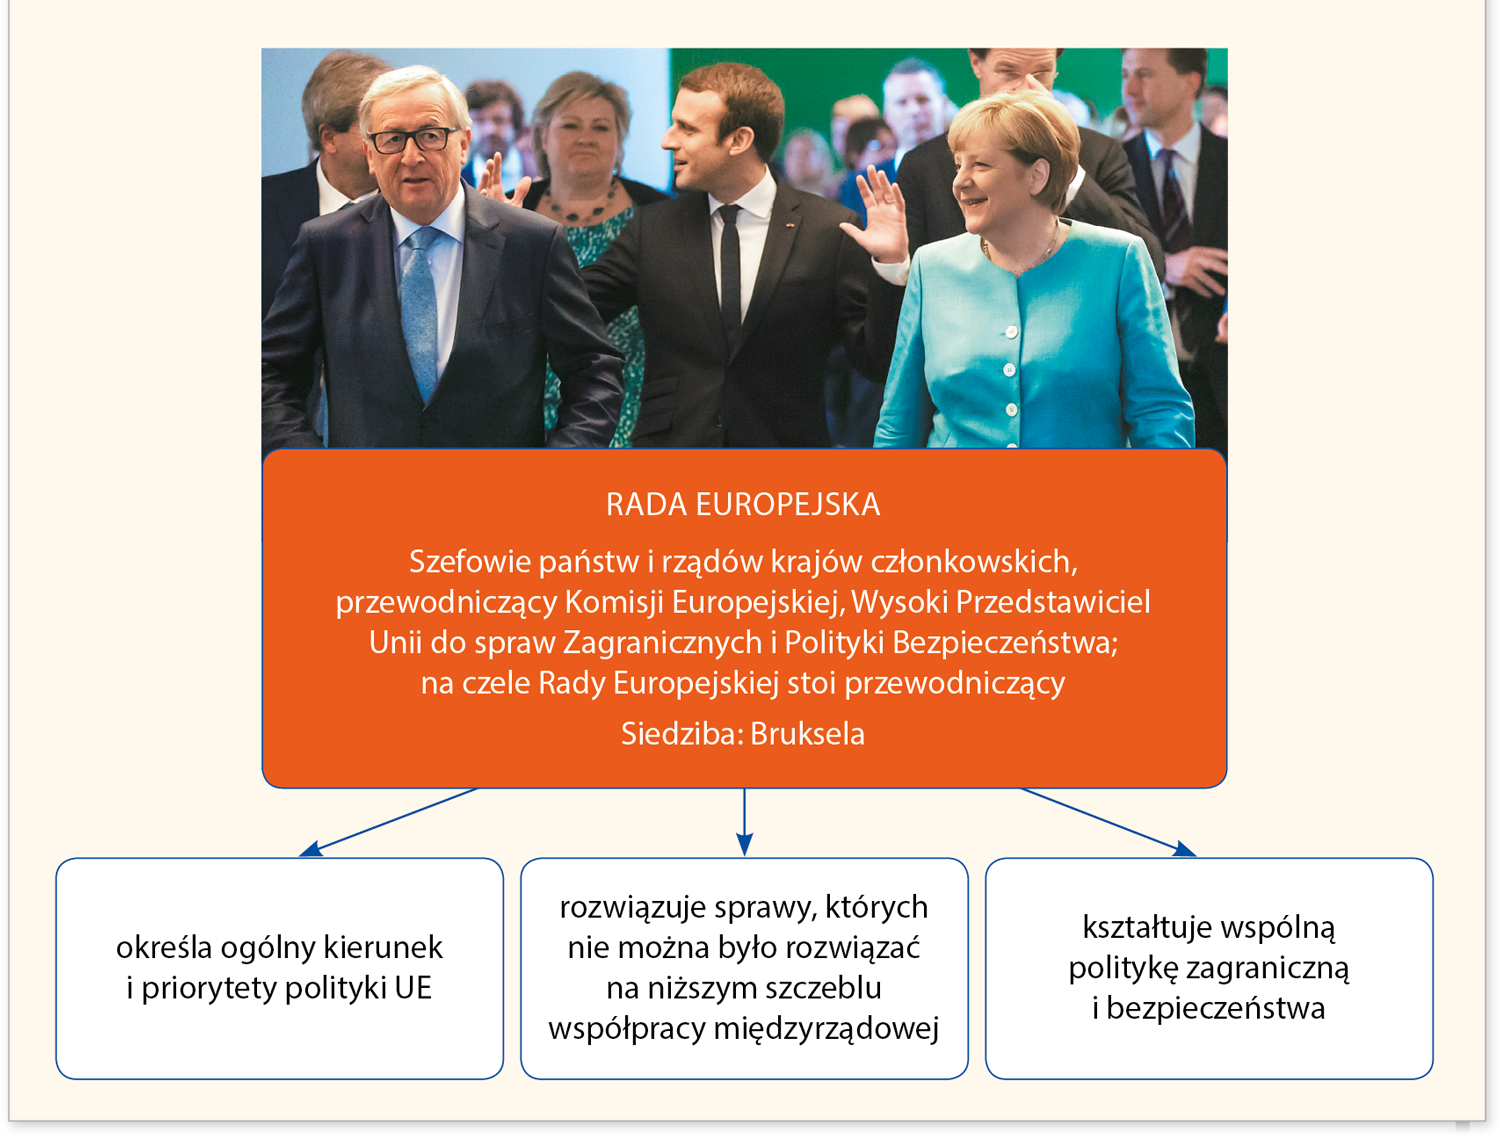 RADA EUROPEJSKA
Szefowie państw i rządów krajów członkowskich,
przewodniczący Komisji Europejskiej, Wysoki Przedstawiciel
Unii do spraw Zagranicznych i Polityki Bezpieczeństwa;
na czele Rady Europejskiej stoi przewodniczący
Siedziba: Bruksela
określa ogólny kierunek
i priorytety polityki UE
rozwiązuje sprawy, których
nie można było rozwiązać
na niższym szczeblu
współpracy międzyrządowej
kształtuje wspólną
politykę zagraniczną
i bezpieczeństwa